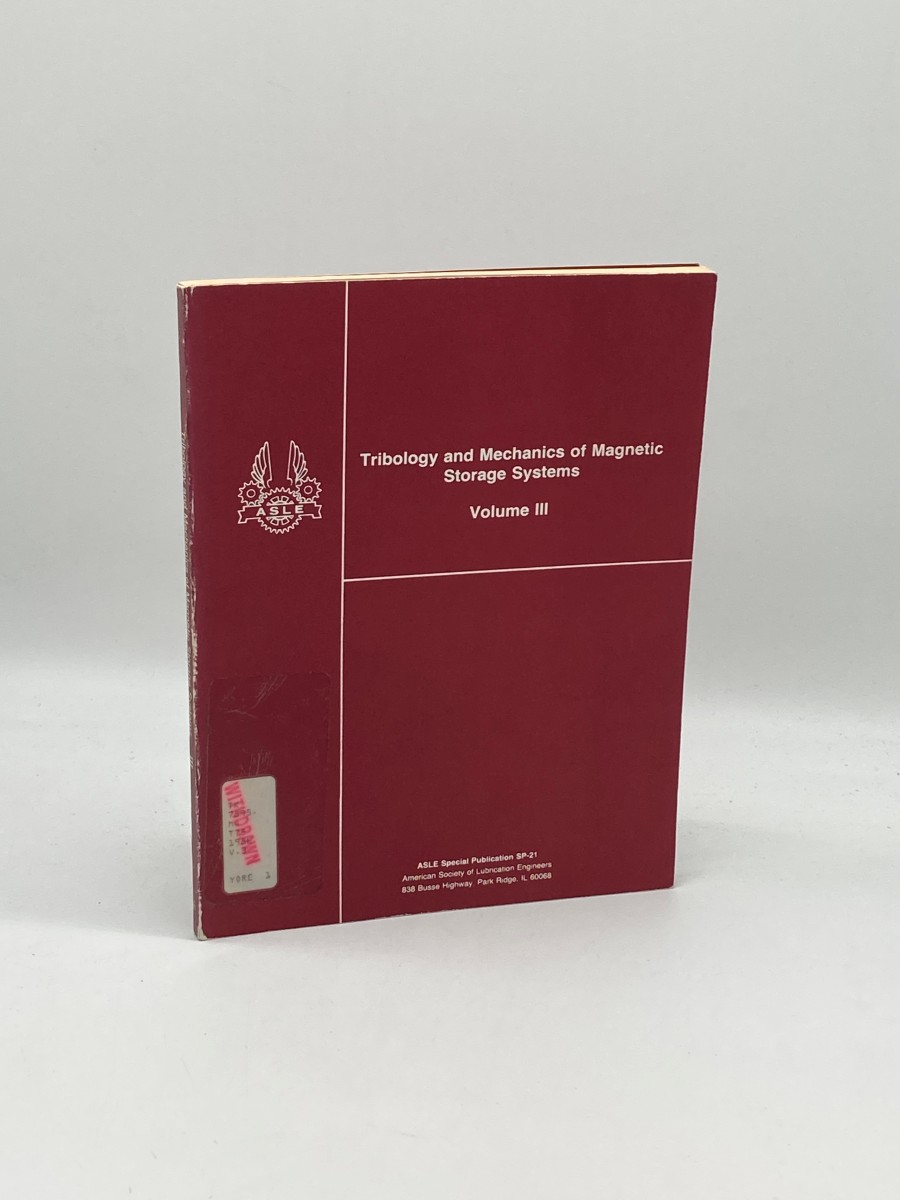 ASLE
Tribology and Mechanics of Magnetic
Storage Systems
Volume III
WITHDRAWN
V.
YORE 1
ASLE Special Publication SP-21
American Society of Lubrication Engineers
838 Busse Highway, Park Ridge, IL 60068